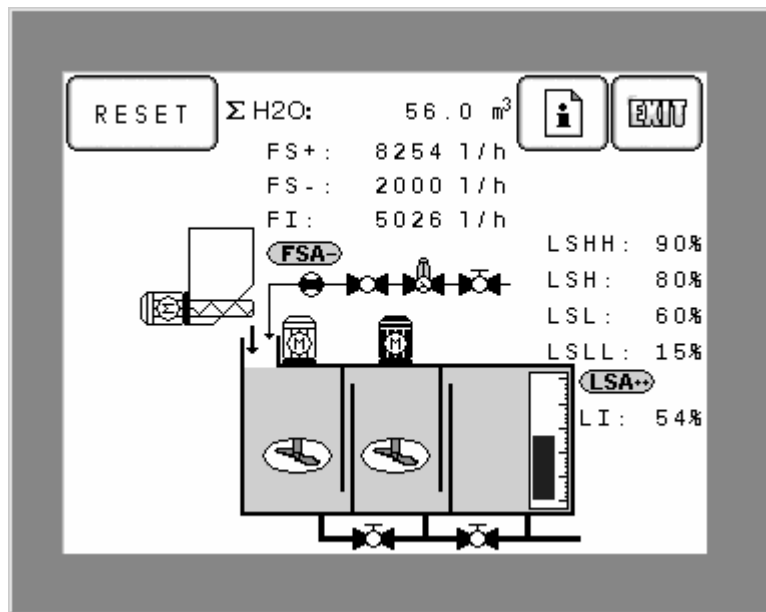 RESET
Σ H2O: 56.0 m³
i
EXIT
FS+: 8254 l/h
FS-: 2000 l/h
FI: 5026 l/h
FSA-
LSHH: 90%
LSH: 80%
LSL: 60%
LSLL: 15%
M
M
M
LSA++
LI: 54%